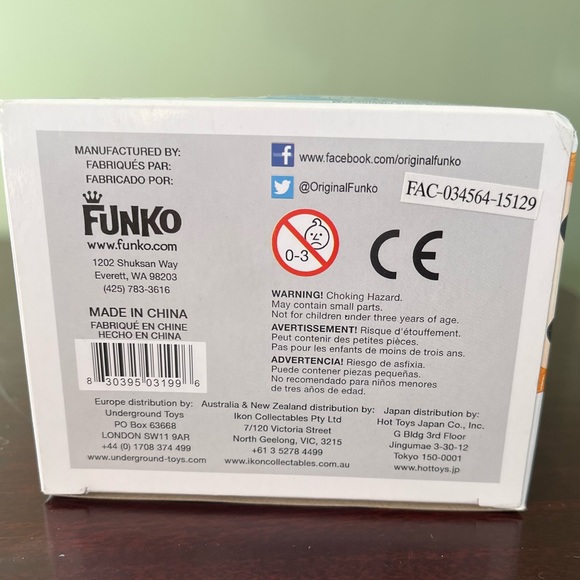 MANUFACTURED BY:
FABRIQUÉS PAR:
FABRICADO POR:
FUNKO
www.funko.com
1202 Shuksan Way
Everett, WA 98203
(425) 783-3616
MADE IN CHINA
FABRIQUÉ EN CHINE
HECHO EN CHINA
8 30395 03199 6
f www.facebook.com/originalfunko
@OriginalFunko
FAC-034564-15129
0-3
CE
WARNING! Choking Hazard.
May contain small parts.
Not for children under three years of age.
AVERTISSEMENT! Risque d'étouffement.
Peut contenir des petites pièces.
Pas pour les enfants de moins de trois ans.
ADVERTENCIA! Riesgo de asfixia.
Puede contener piezas pequeñas.
No recomendado para niños menores
de tres años de edad.
Europe distribution by:
Underground Toys
PO Box 63668
LONDON SW11 9AR
+44 (0) 1708 374 499
www.underground-toys.com
Australia & New Zealand distribution by:
Ikon Collectables Pty Ltd
7/120 Victoria Street
North Geelong, VIC, 3215
+61 3 5278 4499
www.ikoncollectables.com.au
Japan distribution by:
Hot Toys Japan Co., Inc.
G Bldg 3rd Floor
Jingumae 3-30-12
Tokyo 150-0001
www.hottoys.jp